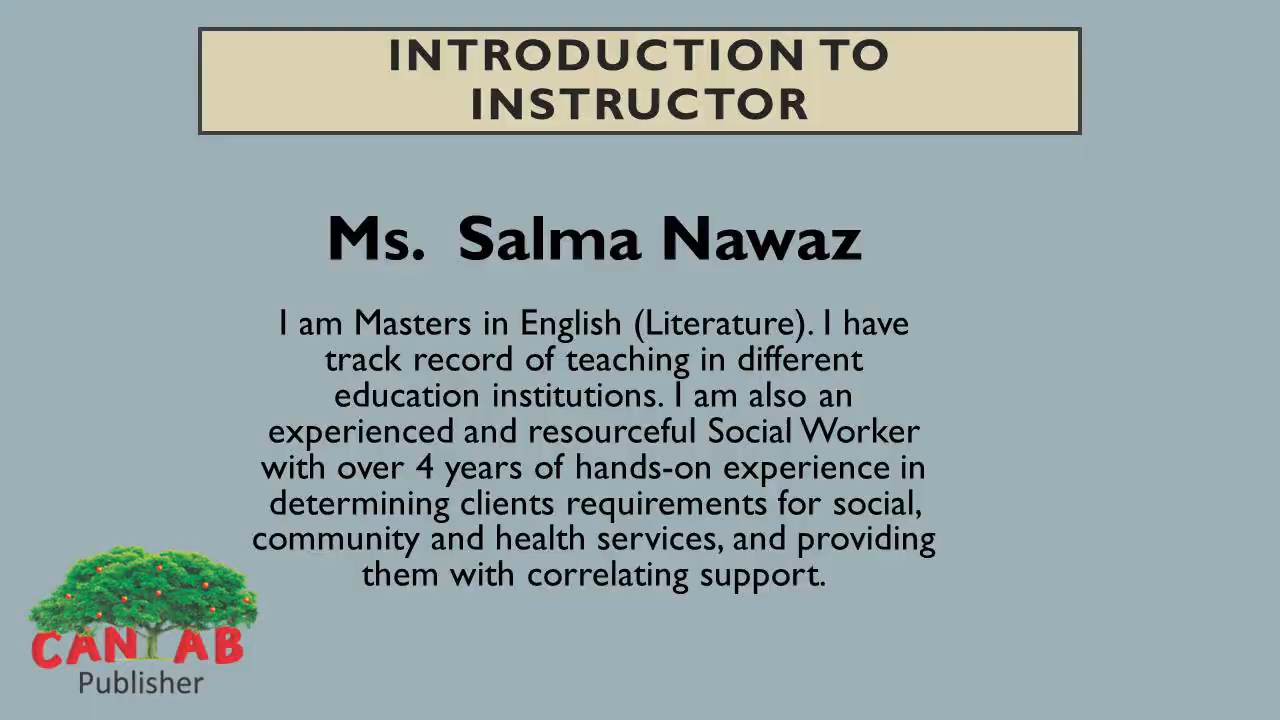 INTRODUCTION TO
INSTRUCTOR
Ms. Salma Nawaz
I am Masters in English (Literature). I have
track record of teaching in different
education institutions. I am also an
experienced and resourceful Social Worker
with over 4 years of hands-on experience in
determining clients requirements for social,
community and health services, and providing
them with correlating support.
CANTAB
Publisher